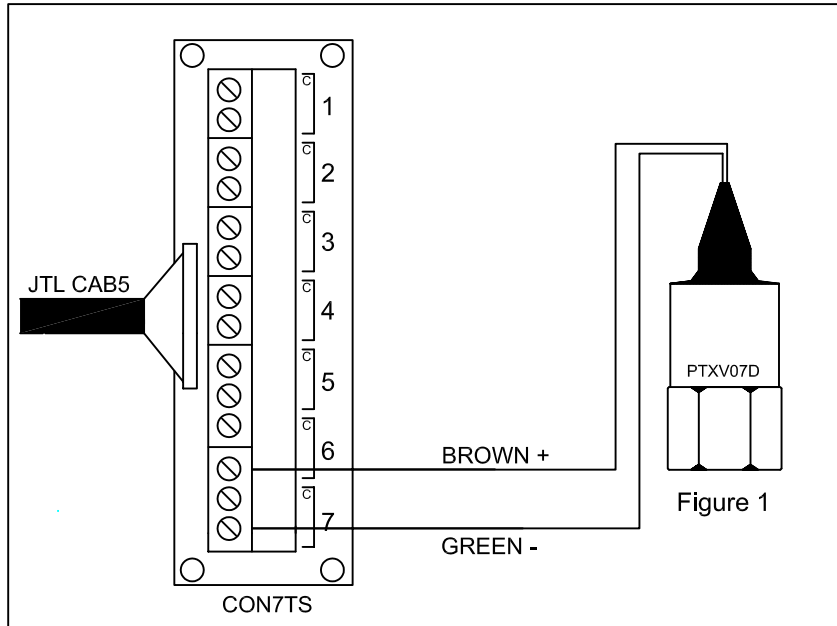 C
1
C
2
C
3
JTL CAB5
C
4
C
5
C
6
BROWN +
C
7
GREEN -
CON7TS
PTXV07D
Figure 1